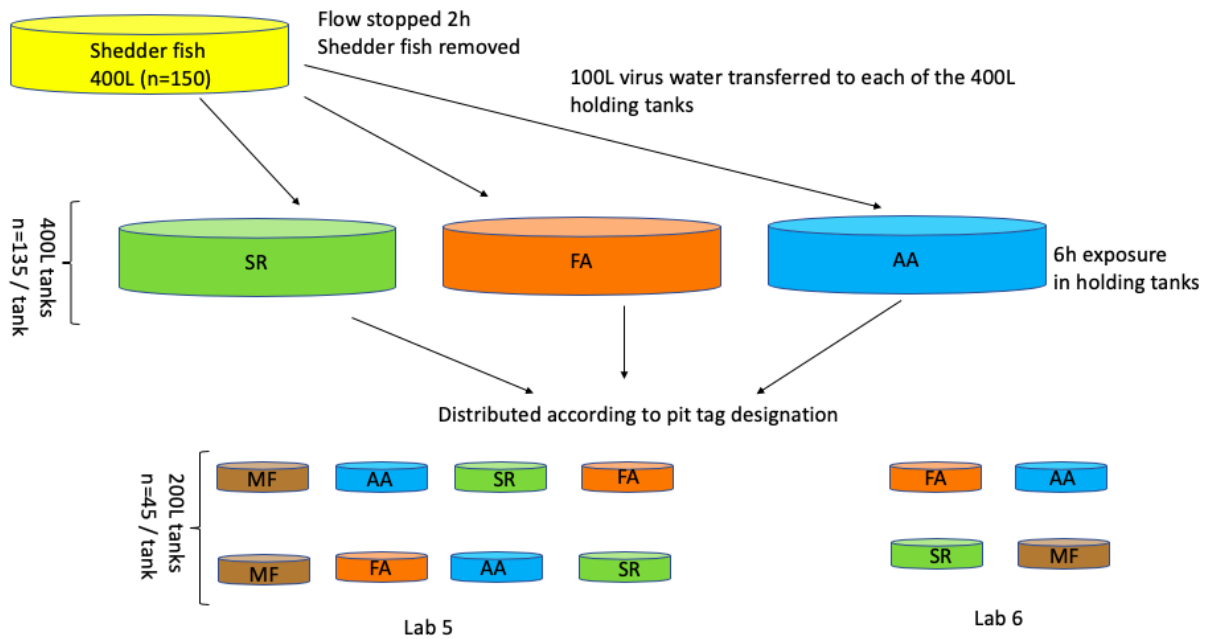 Flow stopped 2h
Shedder fish removed
Shedder fish
400L (n=150)
100L virus water transferred to each of the 400L
holding tanks
400L tanks
n=135 / tank
SR
FA
AA
6h exposure
in holding tanks
Distributed according to pit tag designation
200L tanks
n=45 / tank
MF
AA
SR
FA
FA
AA
MF
FA
AA
SR
SR
MF
Lab 5
Lab 6